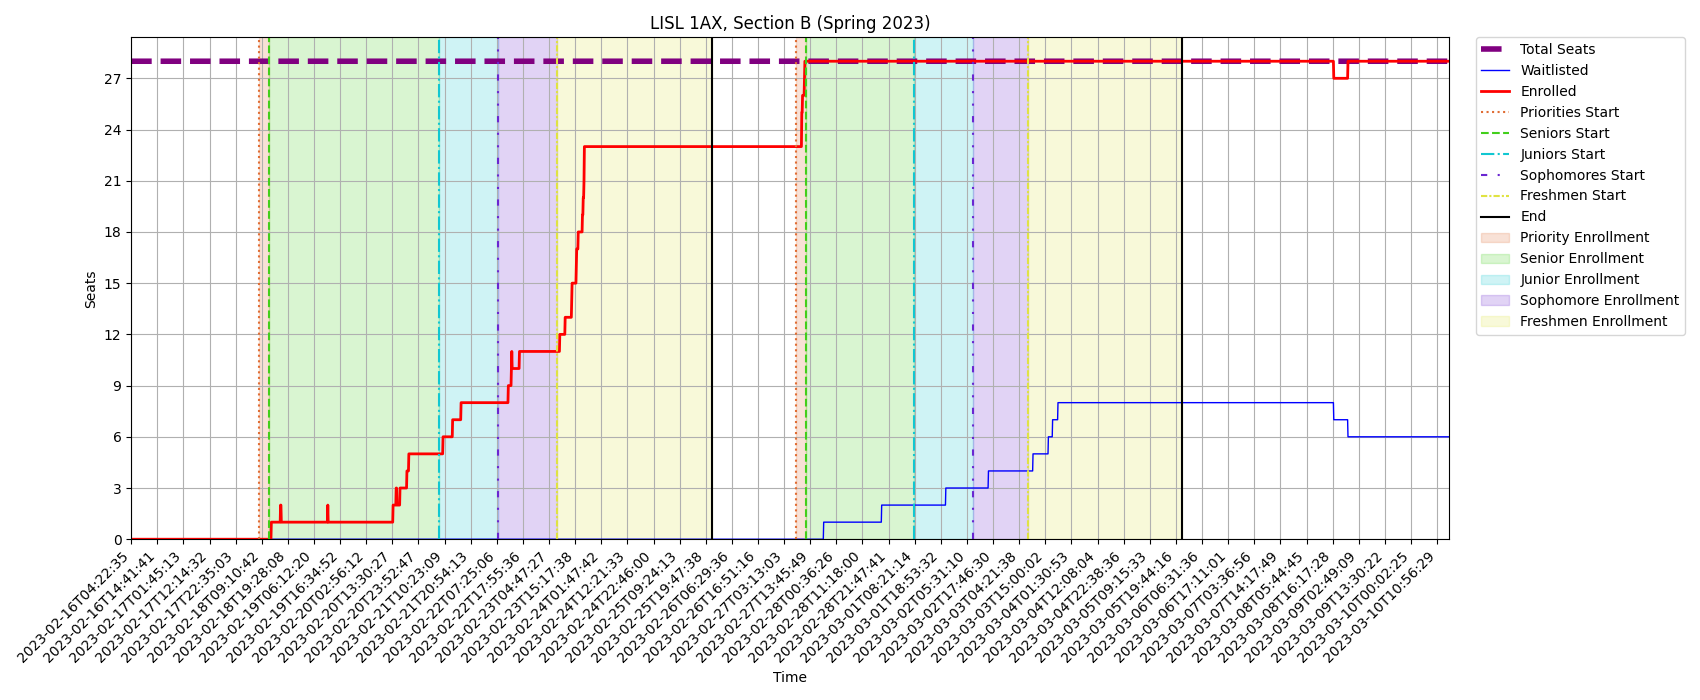 LISL 1AX, Section B (Spring 2023)
Seats
27
24
21
18
15
12
9
6
3
0
2023-02-16T04:22:35
2023-02-16T14:41:41
2023-02-17T01:45:13
2023-02-17T12:14:32
2023-02-17T22:35:03
2023-02-18T09:10:42
2023-02-18T19:28:08
2023-02-19T06:12:20
2023-02-19T16:34:52
2023-02-20T02:56:12
2023-02-20T13:30:27
2023-02-20T23:52:47
2023-02-21T10:23:09
2023-02-21T20:54:13
2023-02-22T07:25:06
2023-02-22T17:55:36
2023-02-23T04:47:27
2023-02-23T15:17:38
2023-02-24T01:47:42
2023-02-24T12:21:33
2023-02-24T22:46:00
2023-02-25T09:24:13
2023-02-25T19:47:38
2023-02-26T06:29:36
2023-02-26T16:51:16
2023-02-27T03:13:03
2023-02-27T13:45:49
2023-02-28T00:36:26
2023-02-28T11:18:00
2023-02-28T21:47:41
2023-03-01T08:21:14
2023-03-01T18:53:32
2023-03-02T05:31:10
2023-03-02T17:46:30
2023-03-03T04:21:38
2023-03-03T15:00:02
2023-03-04T01:30:53
2023-03-04T12:08:04
2023-03-04T22:38:36
2023-03-05T09:15:33
2023-03-05T19:44:16
2023-03-06T06:31:36
2023-03-06T17:11:01
2023-03-07T03:36:56
2023-03-07T14:17:49
2023-03-08T05:44:45
2023-03-08T16:17:28
2023-03-09T02:49:09
2023-03-09T13:30:22
2023-03-10T00:02:25
2023-03-10T10:56:29
Time
Total Seats
Waitlisted
Enrolled
Priorities Start
Seniors Start
Juniors Start
Sophomores Start
Freshmen Start
End
Priority Enrollment
Senior Enrollment
Junior Enrollment
Sophomore Enrollment
Freshmen Enrollment